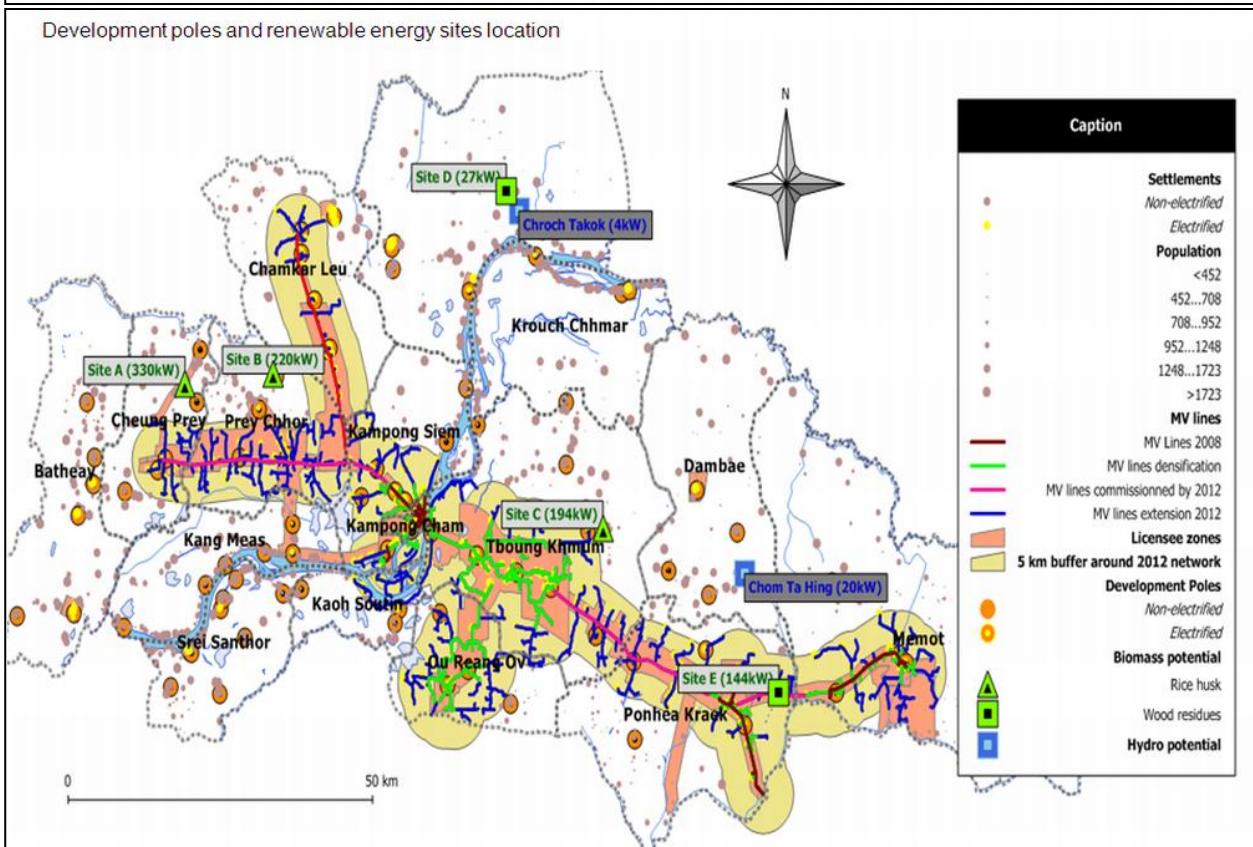 Development poles and renewable energy sites location
N
Site D (27kW)
Chroch Takok (4kW)
Chamkar Leu
Krouch Chhmar
Site B (220kW)
Site A (330kW)
Cheung Prey
Prey Chhor
Kampong Siem
Batheay
Dambae
Site C (194kW)
Kampong Cham
Kang Meas
Tboung Khmum
Chom Ta Hing (20kW)
Kaoh Soutin
Srei Santhor
Memot
Ou Reang Ov
Site E (144kW)
Ponhea Kraek
0 50 km
Caption
Settlements
Non-electrified
Electrified
Population
<452
452...708
708...952
952...1248
1248...1723
>1723
MV lines
MV Lines 2008
MV lines densification
MV lines commissionned by 2012
MV lines extension 2012
Licensee zones
5 km buffer around 2012 network
Development Poles
Non-electrified
Electrified
Biomass potential
Rice husk
Wood residues
Hydro potential